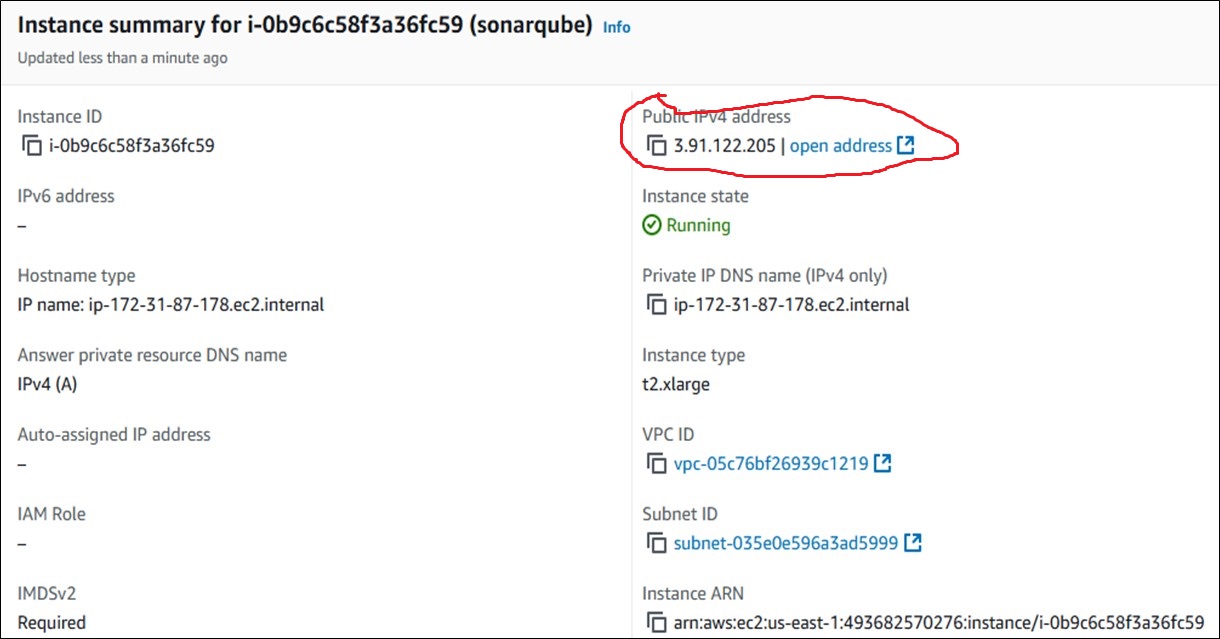 Instance summary for i-0b9c6c58f3a36fc59 (sonarqube) Info
Updated less than a minute ago
Instance ID
i-0b9c6c58f3a36fc59
Public IPv4 address
3.91.122.205 | open address
IPv6 address
–
Instance state
Running
Hostname type
IP name: ip-172-31-87-178.ec2.internal
Private IP DNS name (IPv4 only)
ip-172-31-87-178.ec2.internal
Answer private resource DNS name
IPv4 (A)
Instance type
t2.xlarge
Auto-assigned IP address
–
VPC ID
vpc-05c76bf26939c1219
IAM Role
–
Subnet ID
subnet-035e0e596a3ad5999
IMDSv2
Required
Instance ARN
arn:aws:ec2:us-east-1:493682570276:instance/i-0b9c6c58f3a36fc59